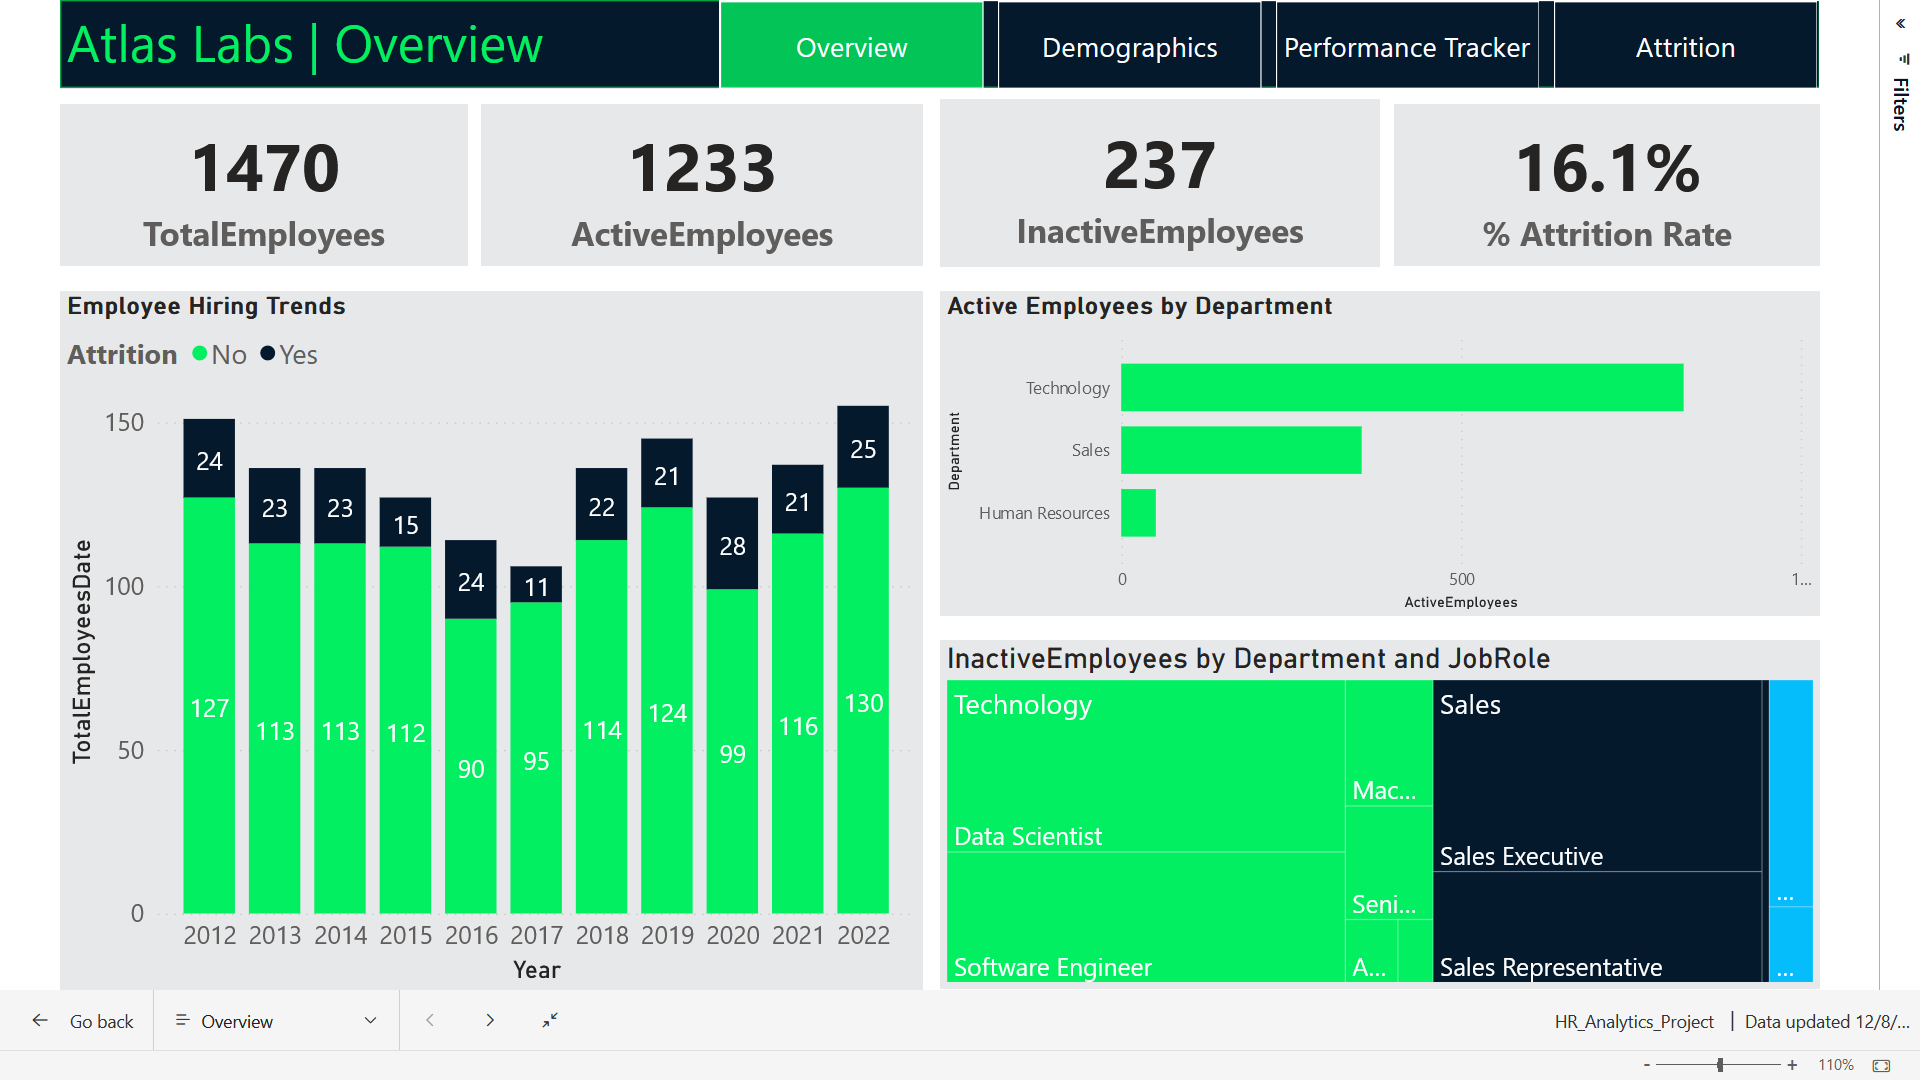 Atlas Labs | Overview
Overview
Demographics
Performance Tracker
Attrition
Filters
1470
TotalEmployees
1233
ActiveEmployees
237
InactiveEmployees
16.1%
% Attrition Rate
Employee Hiring Trends
Attrition No Yes
TotalEmployeesDate
150
100
50
0
24 23 23 15 24 11 22 21 28 21 25
127 113 113 112 90 95 114 124 99 116 130
2012 2013 2014 2015 2016 2017 2018 2019 2020 2021 2022
Year
Active Employees by Department
Department
Technology
Sales
Human Resources
0 500 1...
ActiveEmployees
InactiveEmployees by Department and JobRole
Technology
Data Scientist
Software Engineer
Mac...
Seni...
A...
Sales
Sales Executive
Sales Representative
...
...
Go back
Overview
HR_Analytics_Project | Data updated 12/8/...
- + 110%